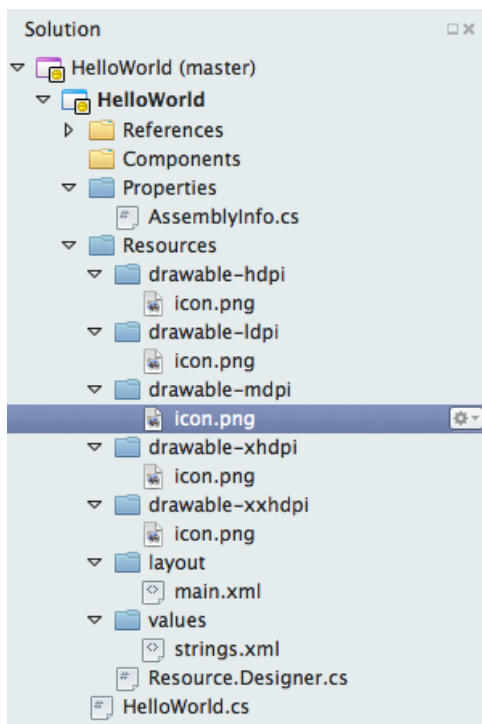 Solution
HelloWorld (master)
HelloWorld
References
Components
Properties
AssemblyInfo.cs
Resources
drawable-hdpi
icon.png
drawable-ldpi
icon.png
drawable-mdpi
icon.png
drawable-xhdpi
icon.png
drawable-xxhdpi
icon.png
layout
main.xml
values
strings.xml
Resource.Designer.cs
HelloWorld.cs